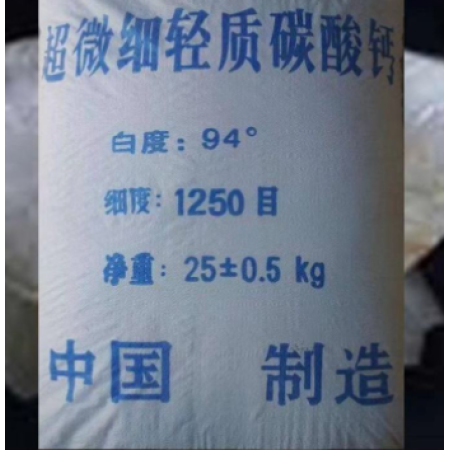 超微细轻质碳酸钙
白度: 94°
细度: 1250目
净重: 25±0.5 kg
中国 制造